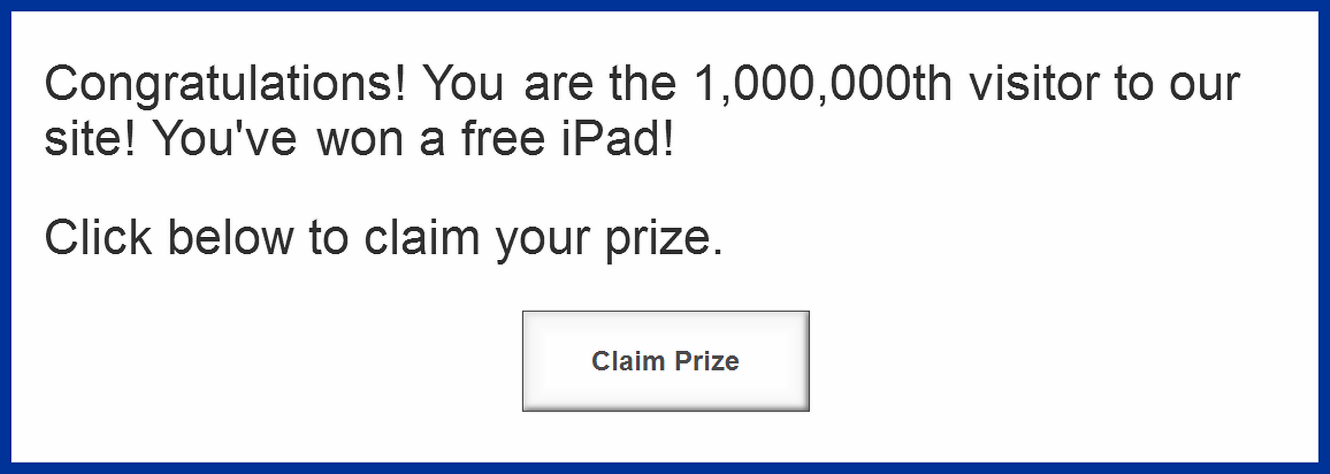 Congratulations! You are the 1,000,000th visitor to our
site! You've won a free iPad!
Click below to claim your prize.
Claim Prize